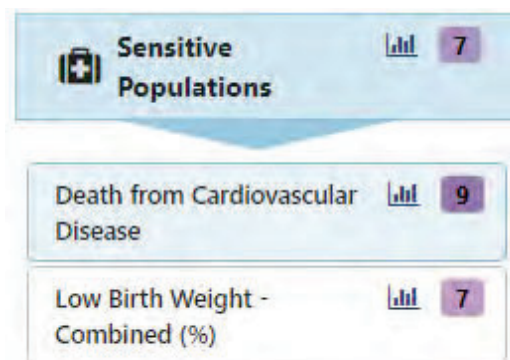 Sensitive 7
Populations
Death from Cardiovascular 9
Disease
Low Birth Weight - 7
Combined (%)